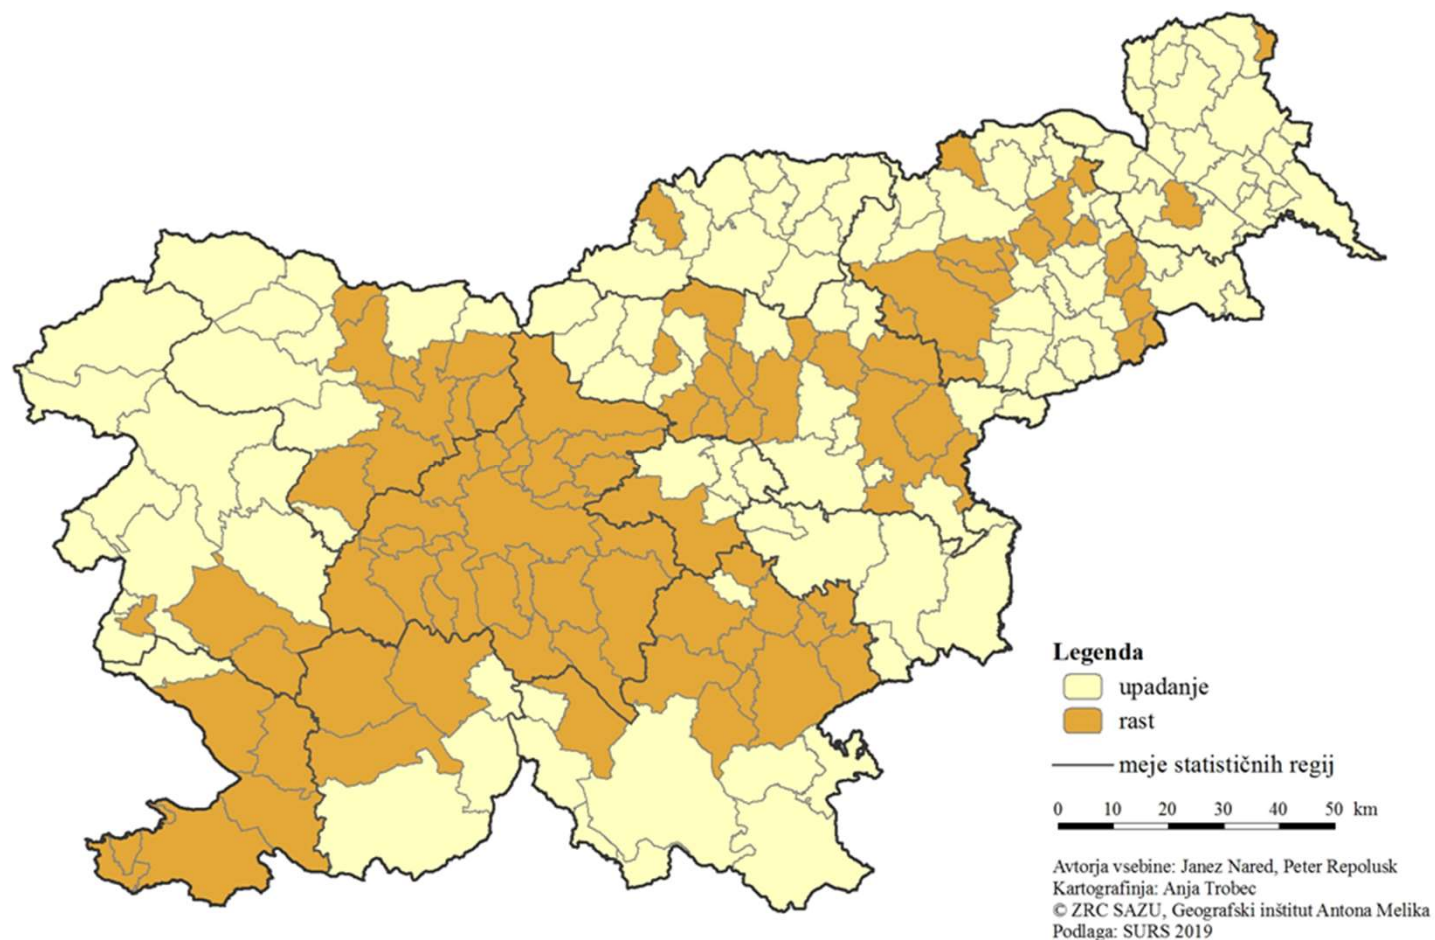 Legenda
upadanje
rast
meje statističnih regij
0 10 20 30 40 50 km
Avtorja vsebine: Janez Nared, Peter Repolusk
Kartografinja: Anja Trobec
© ZRC SAZU, Geografski inštitut Antona Melika
Podlaga: SURS 2019